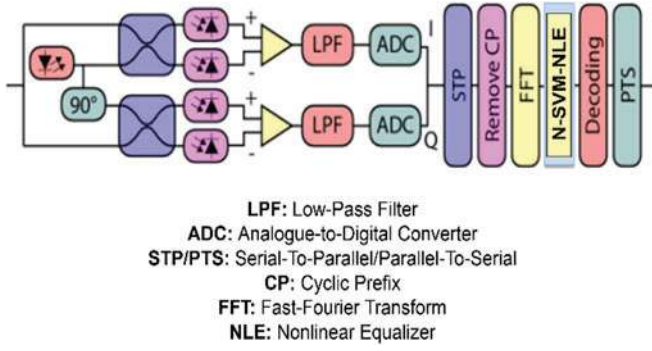 +
-
90°
+
-
LPF
ADC
I
LPF
ADC
Q
STP
Remove CP
FFT
N-SVM-NLE
Decoding
PTS
LPF: Low-Pass Filter
ADC: Analogue-to-Digital Converter
STP/PTS: Serial-To-Parallel/Parallel-To-Serial
CP: Cyclic Prefix
FFT: Fast-Fourier Transform
NLE: Nonlinear Equalizer